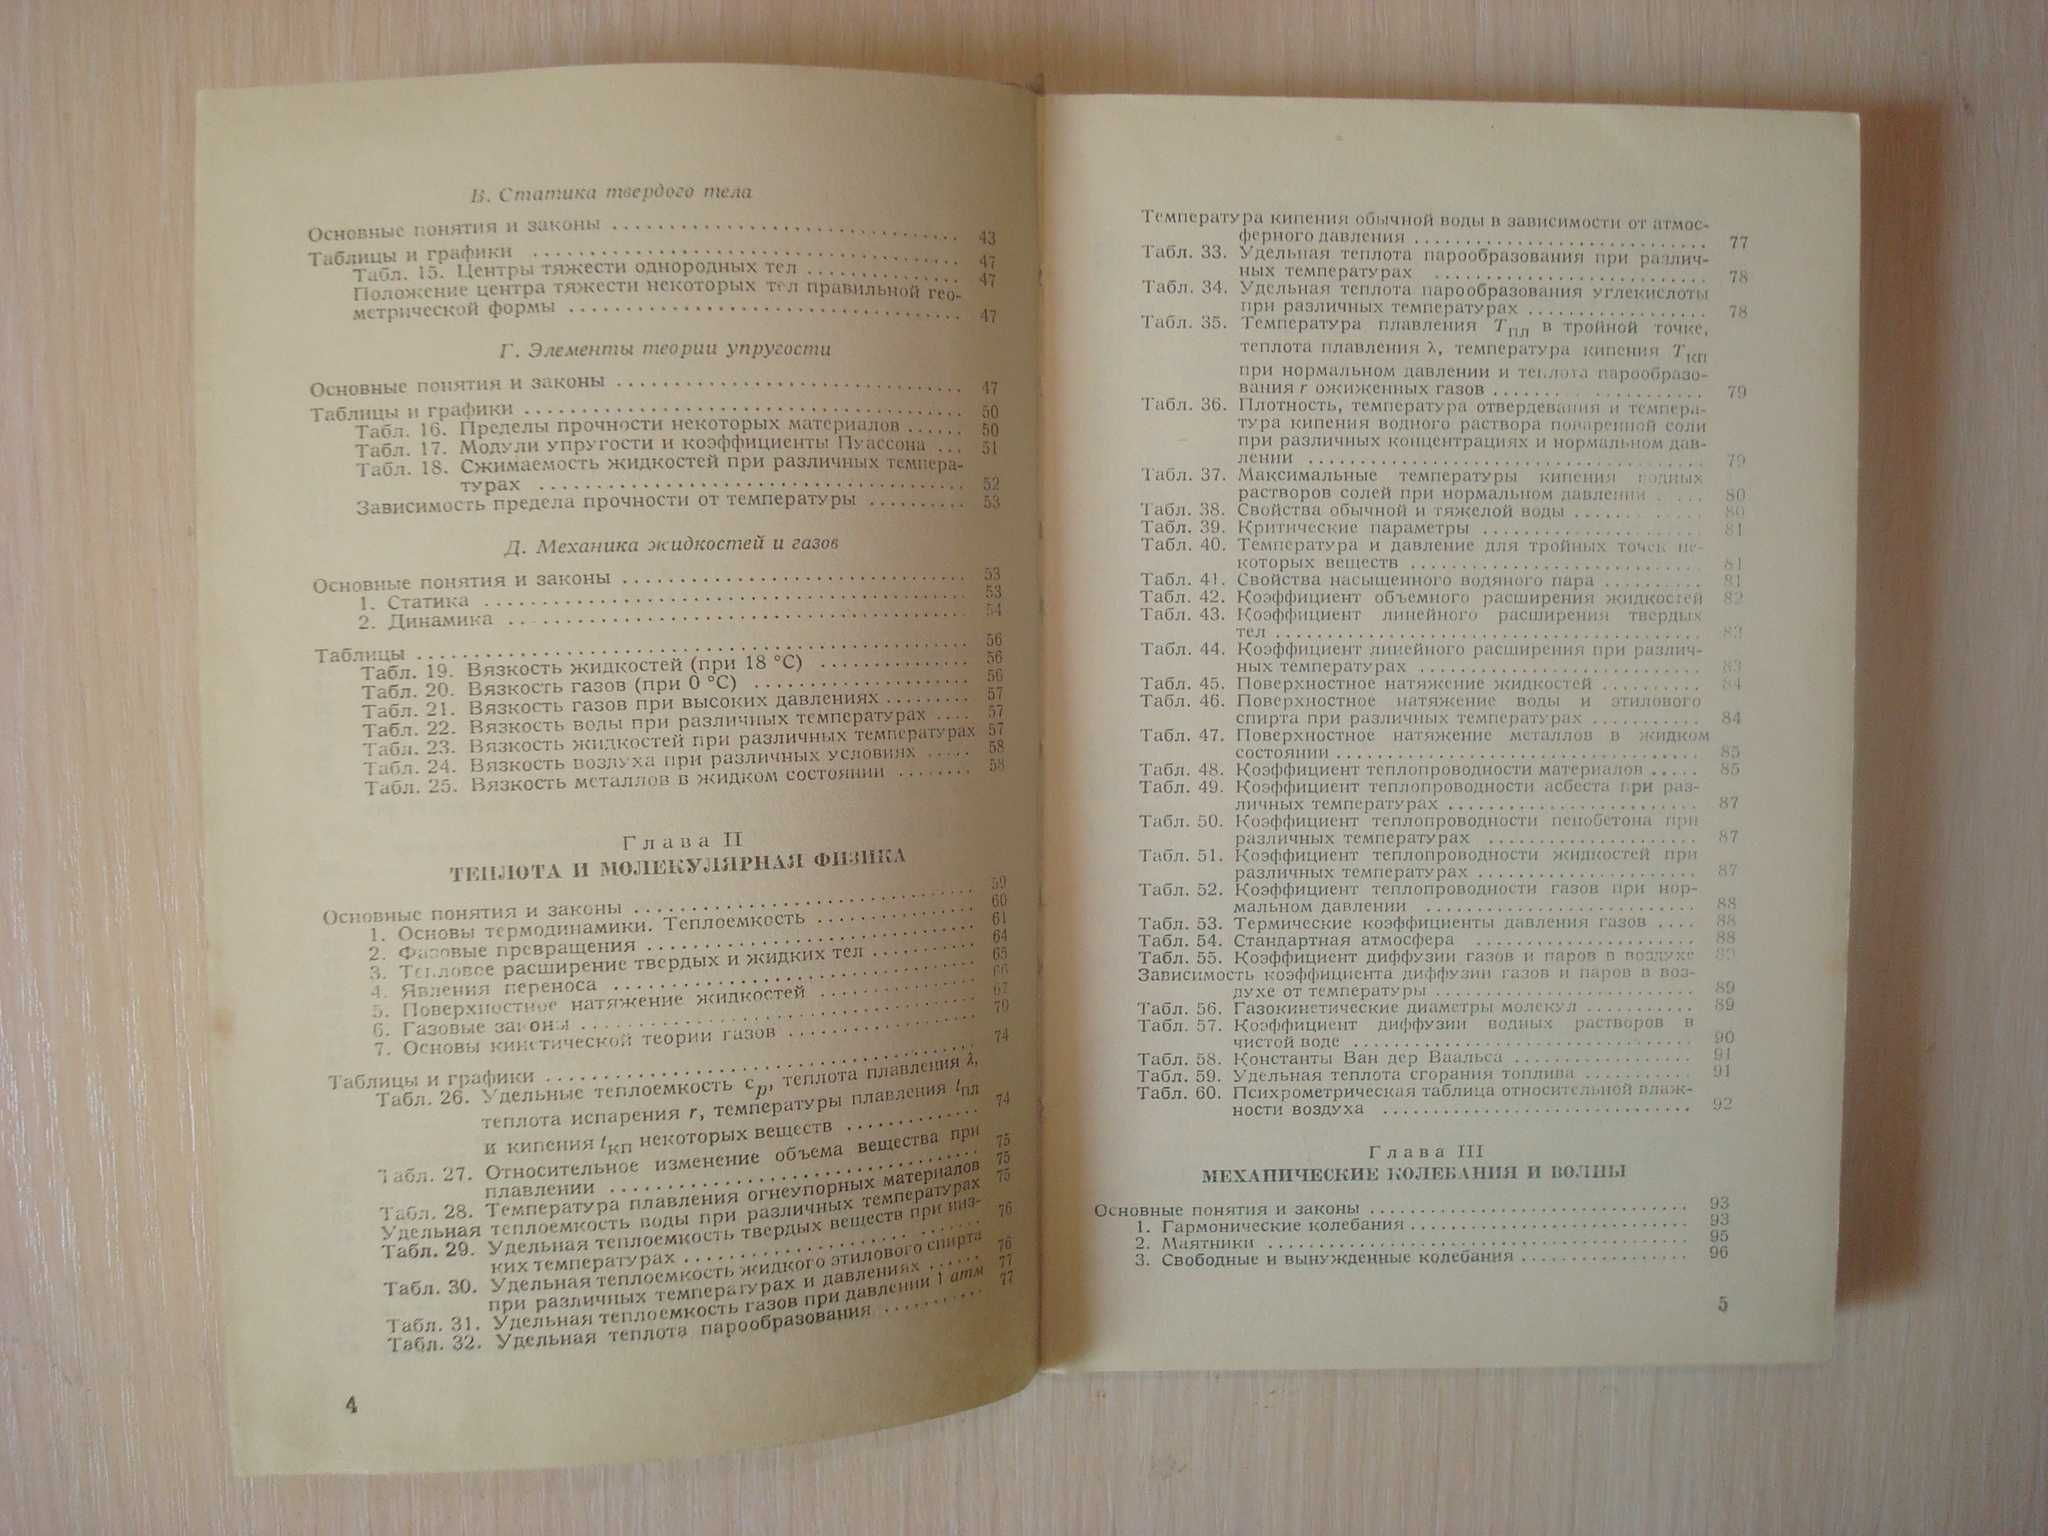 В. Статика твердого тела
Основные понятия и законы . . . . . . . . 43
Таблицы и графики . . . . . . . . 47
Табл. 15. Центры тяжести однородных тел . . . . . . . . 47
Положение центра тяжести некоторых тел правильной гео-
метрической формы . . . . . . . . 47
Г. Элементы теории упругости
Основные понятия и законы . . . . . . . . 47
Таблицы и графики . . . . . . . . 50
Табл. 16. Пределы прочности некоторых материалов . . . . . . 50
Табл. 17. Модули упругости и коэффициенты Пуассона . . . 51
Табл. 18. Сжимаемость жидкостей при различных темпера-
турах . . . . . . . . 52
Зависимость предела прочности от температуры . . . . . . . . 53
Д. Механика жидкостей и газов
Основные понятия и законы . . . . . . . . 53
1. Статика . . . . . . . . 53
2. Динамика . . . . . . . . 54
Таблицы . . . . . . . . 56
Табл. 19. Вязкость жидкостей (при 18 °С) . . . . . . . . 56
Табл. 20. Вязкость газов (при 0 °С) . . . . . . . . 56
Табл. 21. Вязкость газов при высоких давлениях . . . . . . . . 57
Табл. 22. Вязкость воды при различных температурах . . . . 57
Табл. 23. Вязкость жидкостей при различных температурах 57
Табл. 24. Вязкость воздуха при различных условиях . . . . . 58
Табл. 25. Вязкость металлов в жидком состоянии . . . . . . . . 58
Глава II
ТЕПЛОТА И МОЛЕКУЛЯРНАЯ ФИЗИКА
Основные понятия и законы . . . . . . . . 59
1. Основы термодинамики. Теплоемкость . . . . . . . . 60
2. Фазовые превращения . . . . . . . . 61
3. Тепловое расширение твердых и жидких тел . . . . . . . . 64
4. Явления переноса . . . . . . . . 65
5. Поверхностное натяжение жидкостей . . . . . . . . 66
6. Газовые законы . . . . . . . . 67
7. Основы кинетической теории газов . . . . . . . . 70
Таблицы и графики . . . . . . . . 74
Табл. 26. Удельные теплоемкость cp, теплота плавления λ,
теплота испарения r, температуры плавления tпл
и кипения tкп некоторых веществ . . . . . . . . 74
Табл. 27. Относительное изменение объема вещества при
плавлении . . . . . . . . 75
Табл. 28. Температура плавления огнеупорных материалов 75
Удельная теплоемкость воды при различных температурах 75
Табл. 29. Удельная теплоемкость твердых веществ при низ-
ких температурах . . . . . . . . 76
Табл. 30. Удельная теплоемкость жидкого этилового спирта
при различных температурах и давлениях . . . . . . 76
Табл. 31. Удельная теплоемкость газов при давлении 1 атм 77
Табл. 32. Удельная теплота парообразования . . . . . . . . 77
4
Температура кипения обычной воды в зависимости от атмос-
ферного давления . . . . . . . . 77
Табл. 33. Удельная теплота парообразования при различ-
ных температурах . . . . . . . . 78
Табл. 34. Удельная теплота парообразования углекислоты
при различных температурах . . . . . . . . 78
Табл. 35. Температура плавления Tпл в тройной точке,
теплота плавления λ, температура кипения Tкп
при нормальном давлении и теплота парообразо-
вания r ожиженных газов . . . . . . . . 79
Табл. 36. Плотность, температура отвердевания и темпера-
тура кипения водного раствора поваренной соли
при различных концентрациях и нормальном дав-
лении . . . . . . . . 79
Табл. 37. Максимальные температуры кипения водных
растворов солей при нормальном давлении . . . . 80
Табл. 38. Свойства обычной и тяжелой воды . . . . . . . . 80
Табл. 39. Критические параметры . . . . . . . . 81
Табл. 40. Температура и давление для тройных точек не-
которых веществ . . . . . . . . 81
Табл. 41. Свойства насыщенного водяного пара . . . . . . . . 81
Табл. 42. Коэффициент объемного расширения жидкостей 82
Табл. 43. Коэффициент линейного расширения твердых
тел . . . . . . . .
Табл. 44. Коэффициент линейного расширения при различ-
ных температурах . . . . . . . . 83
Табл. 45. Поверхностное натяжение жидкостей . . . . . . . . 84
Табл. 46. Поверхностное натяжение воды и этилового
спирта при различных температурах . . . . . . . . 84
Табл. 47. Поверхностное натяжение металлов в жидком
состоянии . . . . . . . . 85
Табл. 48. Коэффициент теплопроводности материалов . . . . . 85
Табл. 49. Коэффициент теплопроводности асбеста при раз-
личных температурах . . . . . . . . 87
Табл. 50. Коэффициент теплопроводности пенобетона при
различных температурах . . . . . . . . 87
Табл. 51. Коэффициент теплопроводности жидкостей при
различных температурах . . . . . . . . 87
Табл. 52. Коэффициент теплопроводности газов при нор-
мальном давлении . . . . . . . . 88
Табл. 53. Термические коэффициенты давления газов . . . . 88
Табл. 54. Стандартная атмосфера . . . . . . . . 88
Табл. 55. Коэффициент диффузии газов и паров в воздухе 89
Зависимость коэффициента диффузии газов и паров в воз-
духе от температуры . . . . . . . . 89
Табл. 56. Газокинетические диаметры молекул . . . . . . . . 89
Табл. 57. Коэффициент диффузии водных растворов в
чистой воде . . . . . . . . 90
Табл. 58. Константы Ван дер Ваальса . . . . . . . . 91
Табл. 59. Удельная теплота сгорания топлива . . . . . . . . 91
Табл. 60. Психрометрическая таблица относительной влаж-
ности воздуха . . . . . . . . 92
Глава III
МЕХАНИЧЕСКИЕ КОЛЕБАНИЯ И ВОЛНЫ
Основные понятия и законы . . . . . . . . 93
1. Гармонические колебания . . . . . . . . 93
2. Маятники . . . . . . . . 95
3. Свободные и вынужденные колебания . . . . . . . . 96
5